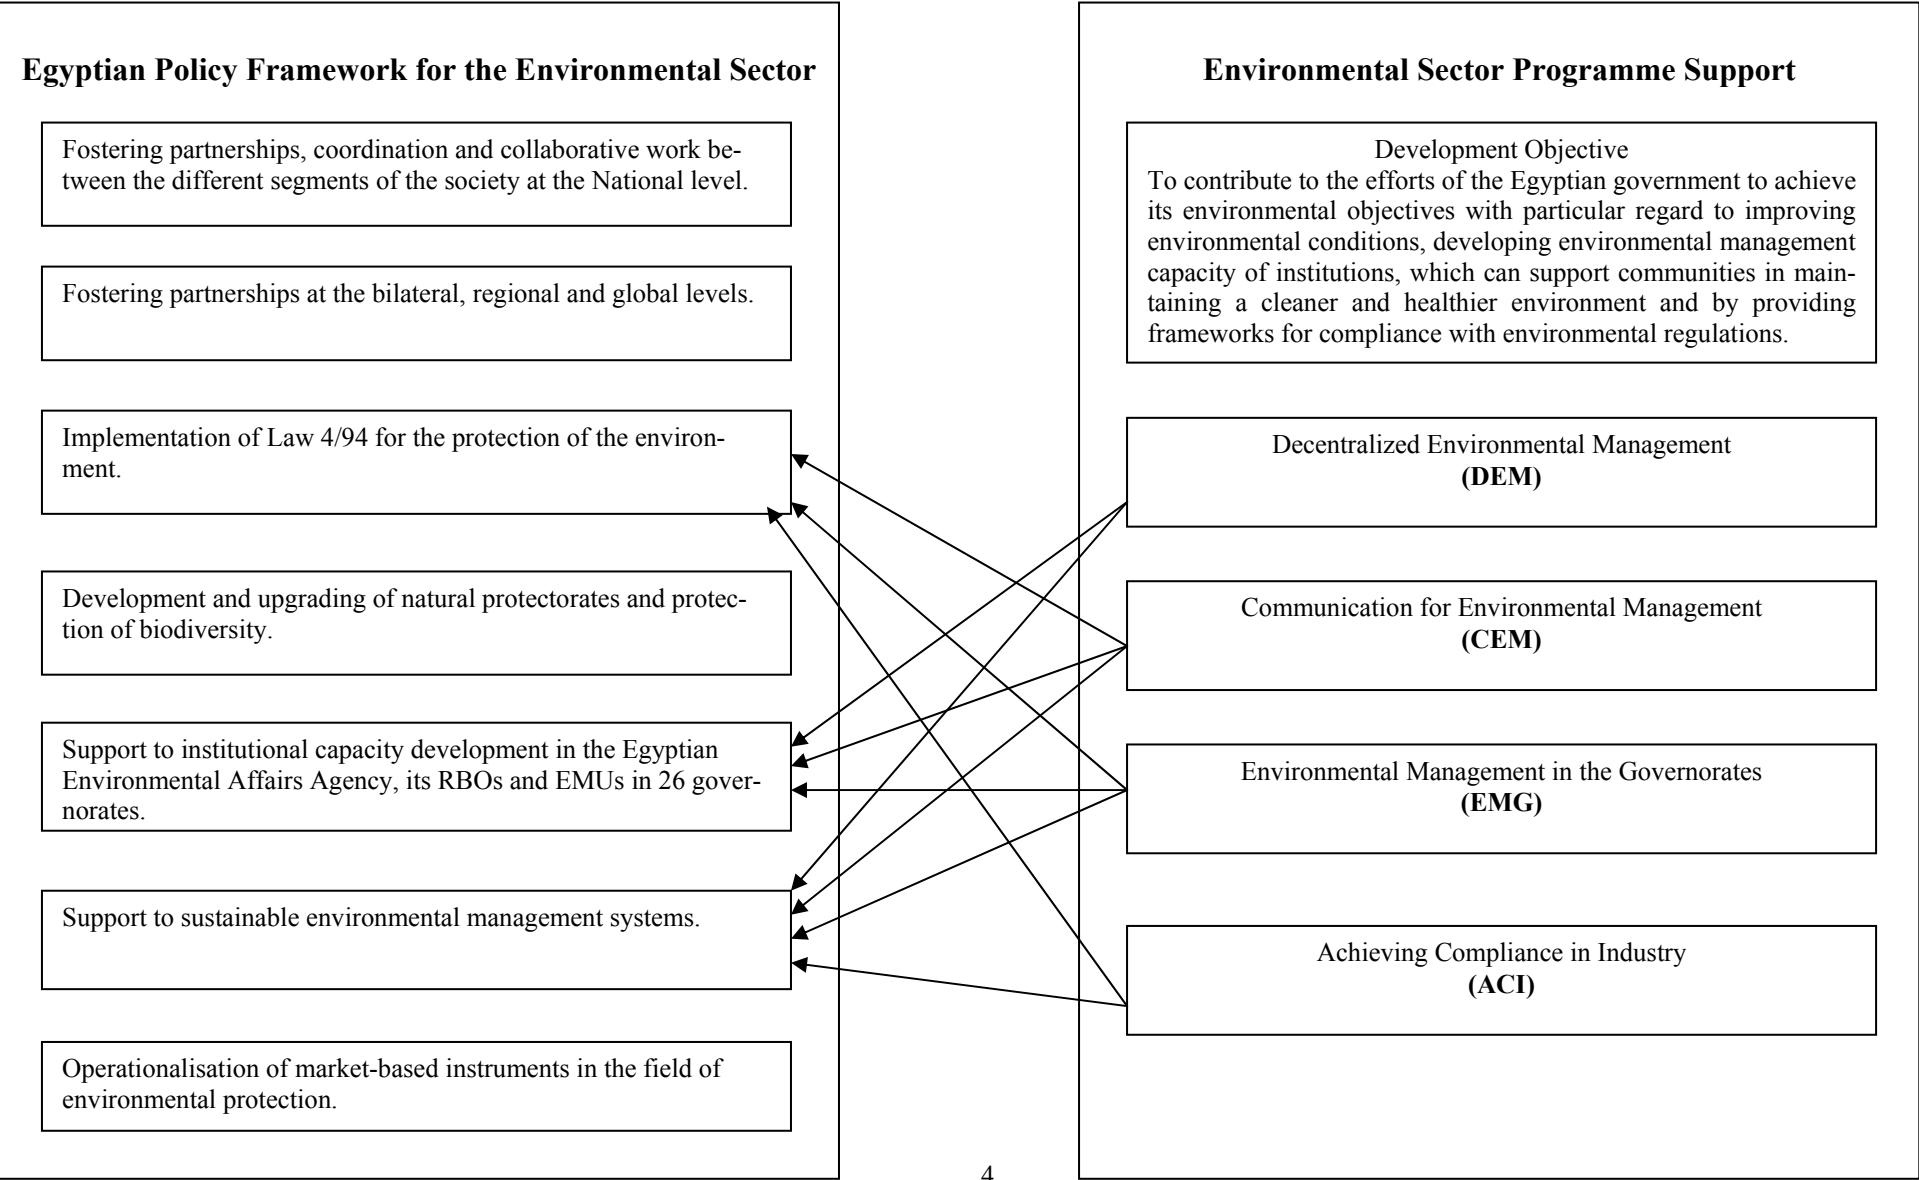 Egyptian Policy Framework for the Environmental Sector
Fostering partnerships, coordination and collaborative work be-
tween the different segments of the society at the National level.
Fostering partnerships at the bilateral, regional and global levels.
Implementation of Law 4/94 for the protection of the environ-
ment.
Development and upgrading of natural protectorates and protec-
tion of biodiversity.
Support to institutional capacity development in the Egyptian
Environmental Affairs Agency, its RBOs and EMUs in 26 gover-
norates.
Support to sustainable environmental management systems.
Operationalisation of market-based instruments in the field of
environmental protection.
Environmental Sector Programme Support
Development Objective
To contribute to the efforts of the Egyptian government to achieve
its environmental objectives with particular regard to improving
environmental conditions, developing environmental management
capacity of institutions, which can support communities in main-
taining a cleaner and healthier environment and by providing
frameworks for compliance with environmental regulations.
Decentralized Environmental Management
(DEM)
Communication for Environmental Management
(CEM)
Environmental Management in the Governorates
(EMG)
Achieving Compliance in Industry
(ACI)
4